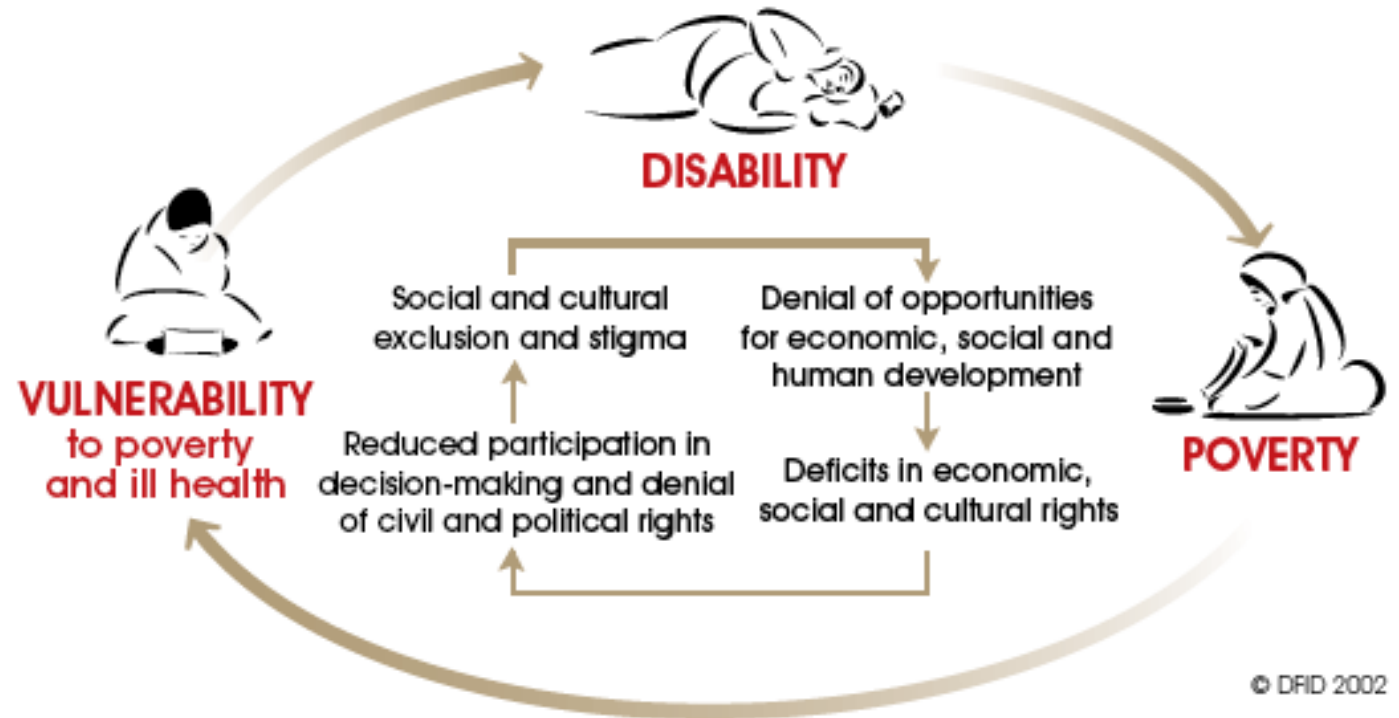 DISABILITY
Social and cultural
exclusion and stigma
Denial of opportunities
for economic, social and
human development
VULNERABILITY
to poverty
and ill health
Reduced participation in
decision-making and denial
of civil and political rights
Deficits in economic,
social and cultural rights
POVERTY
© DFID 2002